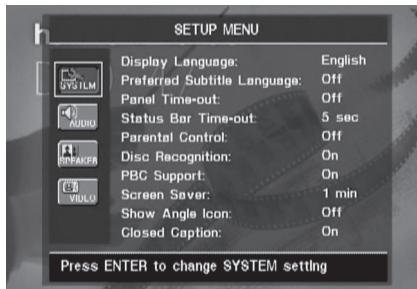 h
SETUP MENU
SYSTEM
AUDIO
SPEAKER
VIDEO
Display Language: English
Preferred Subtitle Language: Off
Panel Time-out: Off
Status Bar Time-out: 5 sec
Parental Control: Off
Disc Recognition: On
PBC Support: On
Screen Saver: 1 min
Show Angle Icon: Off
Closed Caption: On
Press ENTER to change SYSTEM setting